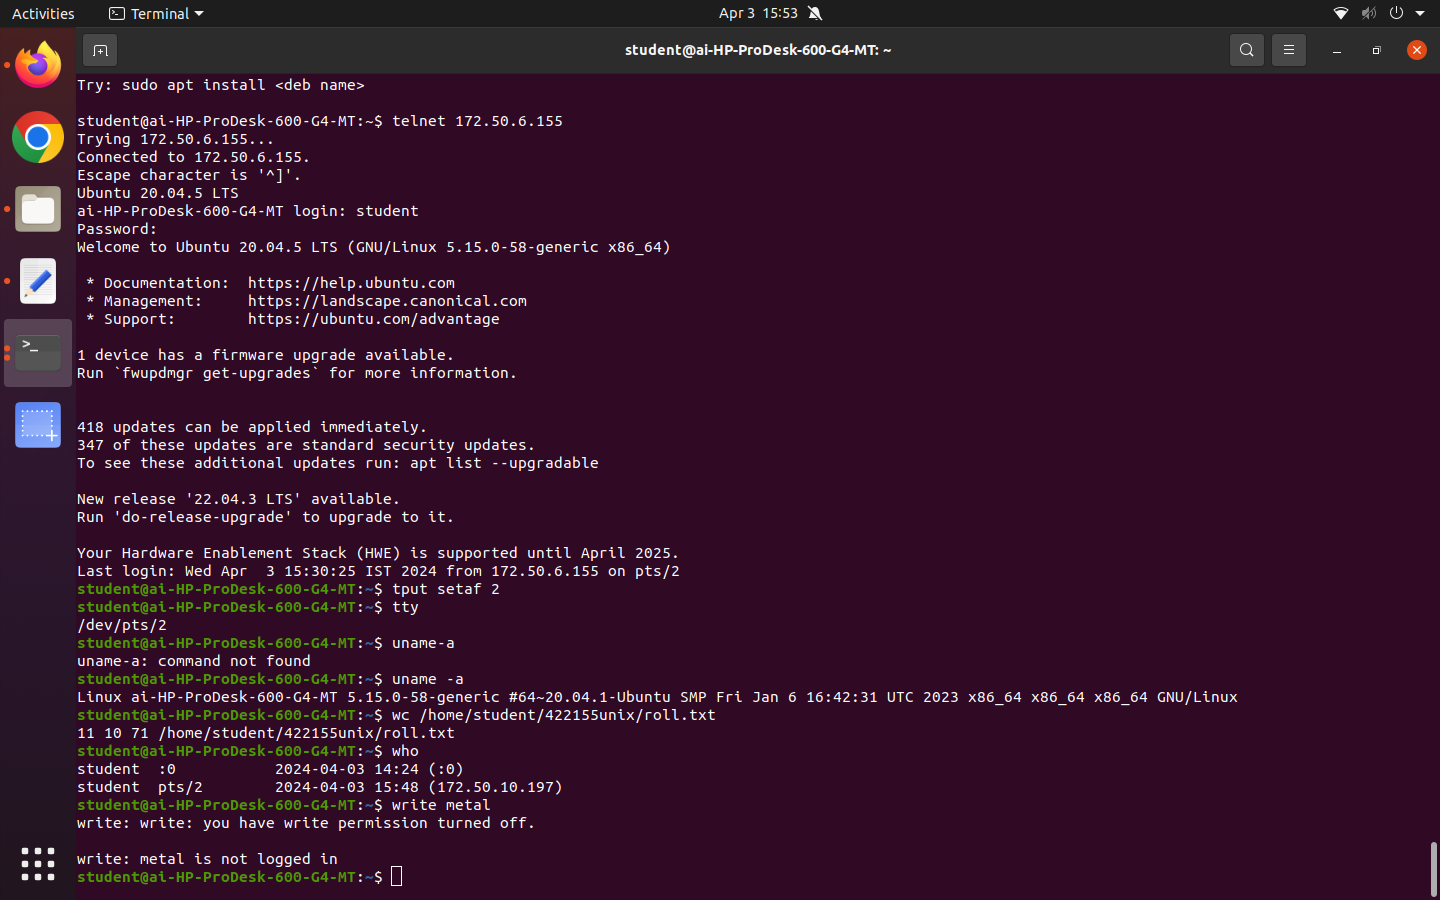 Activities
Terminal
Apr 3 15:53
student@ai-HP-ProDesk-600-G4-MT: ~
Try: sudo apt install <deb name>
student@ai-HP-ProDesk-600-G4-MT:~$ telnet 172.50.6.155
Trying 172.50.6.155...
Connected to 172.50.6.155.
Escape character is '^]'.
Ubuntu 20.04.5 LTS
ai-HP-ProDesk-600-G4-MT login: student
Password:
Welcome to Ubuntu 20.04.5 LTS (GNU/Linux 5.15.0-58-generic x86_64)
* Documentation:  https://help.ubuntu.com
* Management:     https://landscape.canonical.com
* Support:        https://ubuntu.com/advantage
1 device has a firmware upgrade available.
Run `fwupdmgr get-upgrades` for more information.
418 updates can be applied immediately.
347 of these updates are standard security updates.
To see these additional updates run: apt list --upgradable
New release '22.04.3 LTS' available.
Run 'do-release-upgrade' to upgrade to it.
Your Hardware Enablement Stack (HWE) is supported until April 2025.
Last login: Wed Apr  3 15:30:25 IST 2024 from 172.50.6.155 on pts/2
student@ai-HP-ProDesk-600-G4-MT:~$ tput setaf 2
student@ai-HP-ProDesk-600-G4-MT:~$ tty
/dev/pts/2
student@ai-HP-ProDesk-600-G4-MT:~$ uname-a
uname-a: command not found
student@ai-HP-ProDesk-600-G4-MT:~$ uname -a
Linux ai-HP-ProDesk-600-G4-MT 5.15.0-58-generic #64~20.04.1-Ubuntu SMP Fri Jan 6 16:42:31 UTC 2023 x86_64 x86_64 x86_64 GNU/Linux
student@ai-HP-ProDesk-600-G4-MT:~$ wc /home/student/422155unix/roll.txt
11 10 71 /home/student/422155unix/roll.txt
student@ai-HP-ProDesk-600-G4-MT:~$ who
student  :0           2024-04-03 14:24 (:0)
student  pts/2        2024-04-03 15:48 (172.50.10.197)
student@ai-HP-ProDesk-600-G4-MT:~$ write metal
write: write: you have write permission turned off.
write: metal is not logged in
student@ai-HP-ProDesk-600-G4-MT:~$